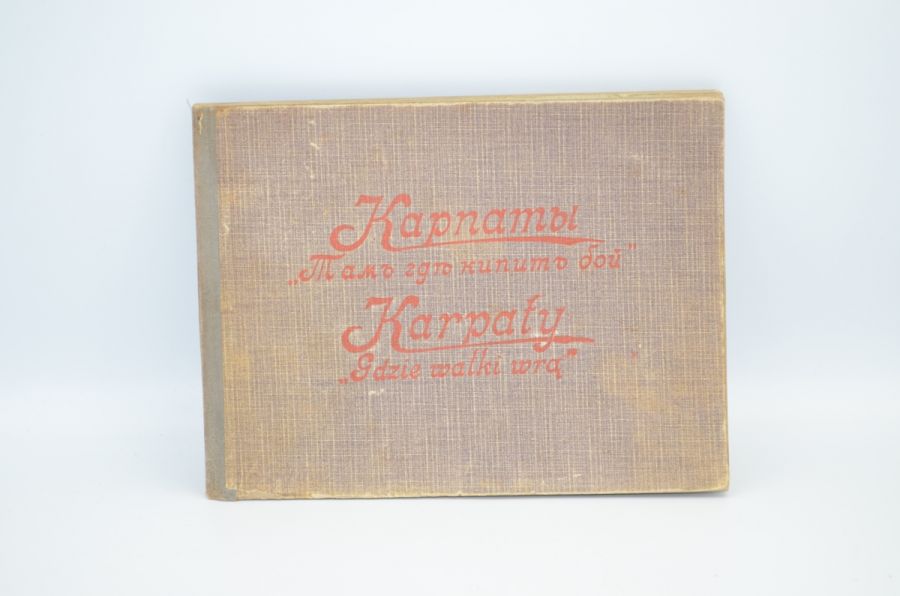 Карпаты
„Тамъ гдѣ кипитъ бой"
Karpaty
„Gdzie walki wrą"